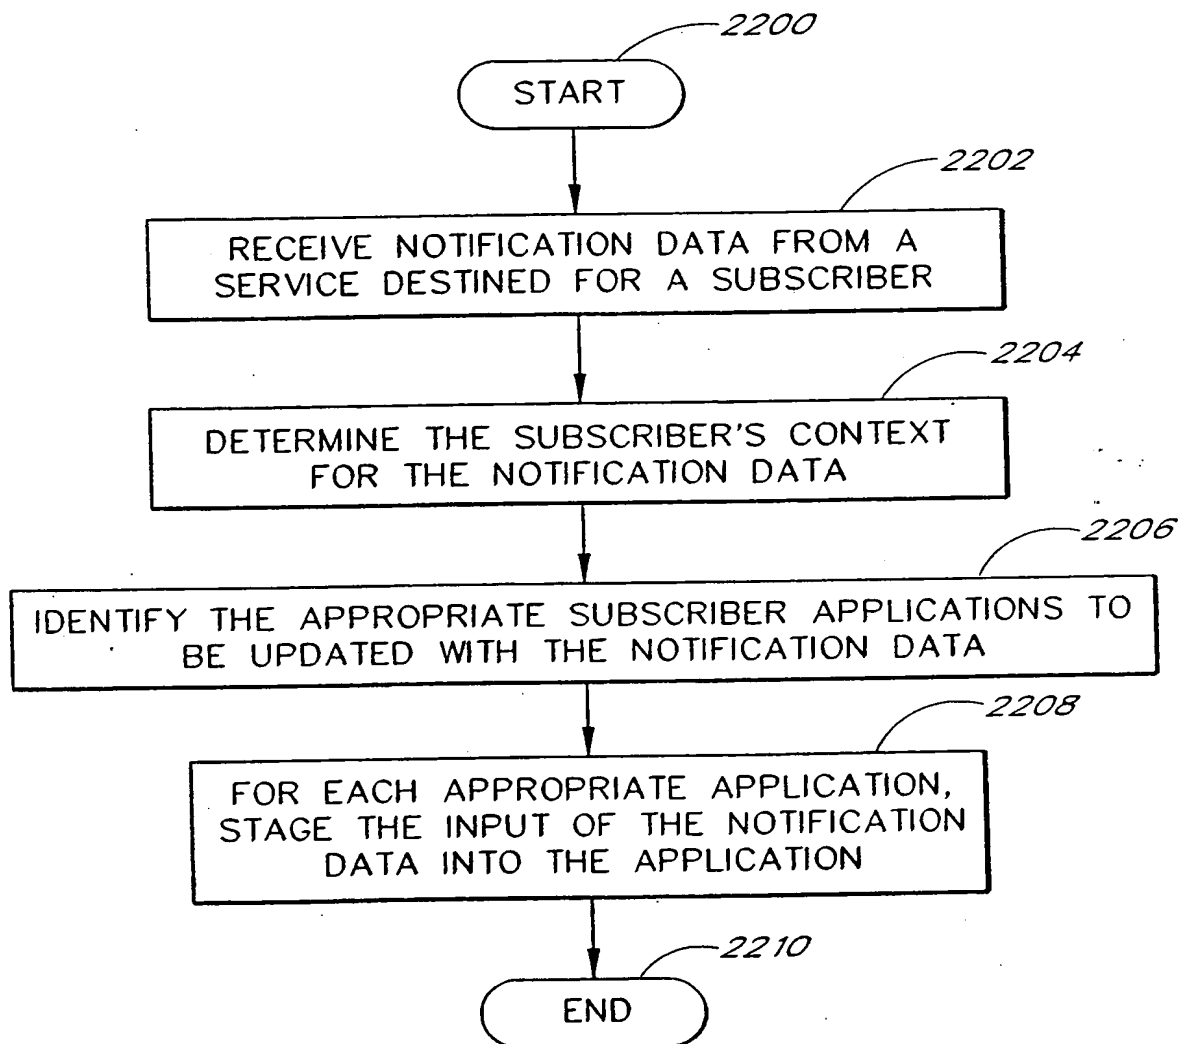 2200
START
2202
RECEIVE NOTIFICATION DATA FROM A
SERVICE DESTINED FOR A SUBSCRIBER
2204
DETERMINE THE SUBSCRIBER'S CONTEXT
FOR THE NOTIFICATION DATA
2206
IDENTIFY THE APPROPRIATE SUBSCRIBER APPLICATIONS TO
BE UPDATED WITH THE NOTIFICATION DATA
2208
FOR EACH APPROPRIATE APPLICATION,
STAGE THE INPUT OF THE NOTIFICATION
DATA INTO THE APPLICATION
2210
END